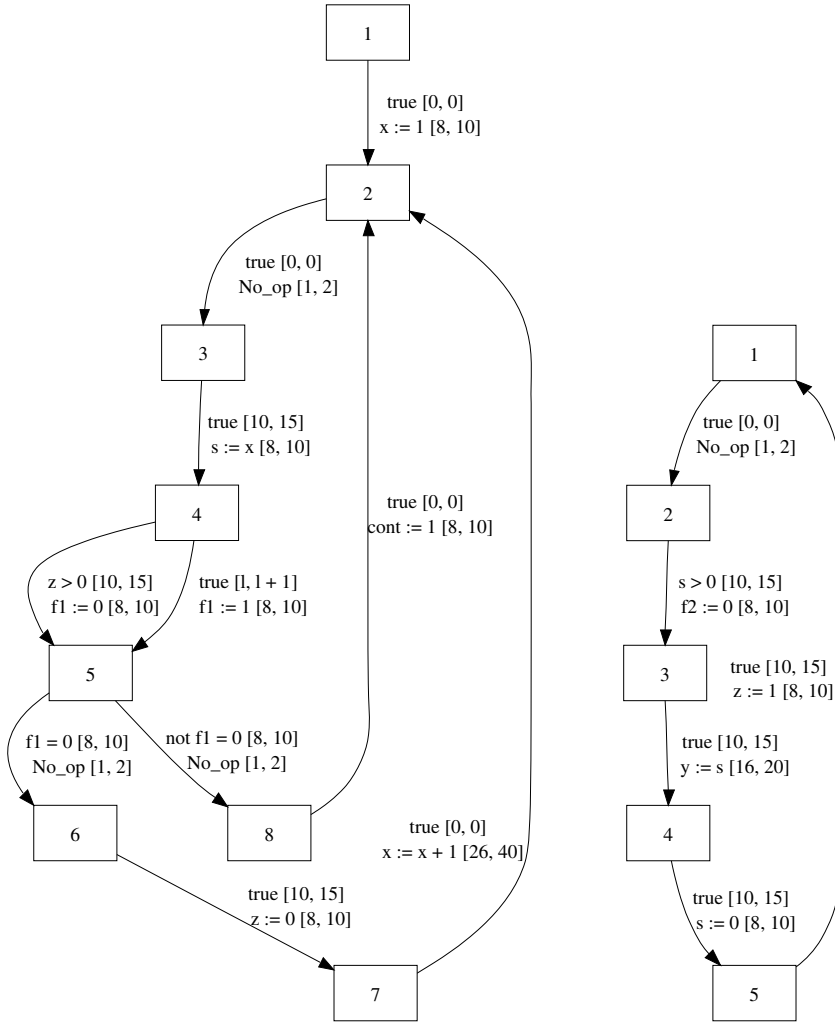 1
true [0, 0]
x := 1 [8, 10]
2
true [0, 0]
No_op [1, 2]
3
true [10, 15]
s := x [8, 10]
4
true [0, 0]
cont := 1 [8, 10]
z > 0 [10, 15]
f1 := 0 [8, 10]
true [l, l + 1]
f1 := 1 [8, 10]
5
f1 = 0 [8, 10]
No_op [1, 2]
not f1 = 0 [8, 10]
No_op [1, 2]
6
8
true [0, 0]
x := x + 1 [26, 40]
true [10, 15]
z := 0 [8, 10]
7
1
true [0, 0]
No_op [1, 2]
2
s > 0 [10, 15]
f2 := 0 [8, 10]
3
true [10, 15]
z := 1 [8, 10]
true [10, 15]
y := s [16, 20]
4
true [10, 15]
s := 0 [8, 10]
5